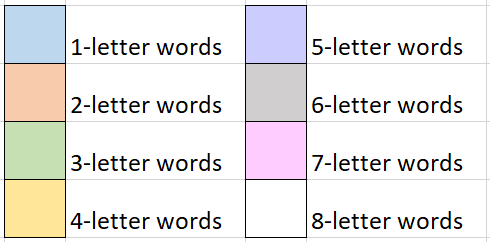 1-letter words
5-letter words
2-letter words
6-letter words
3-letter words
7-letter words
4-letter words
8-letter words